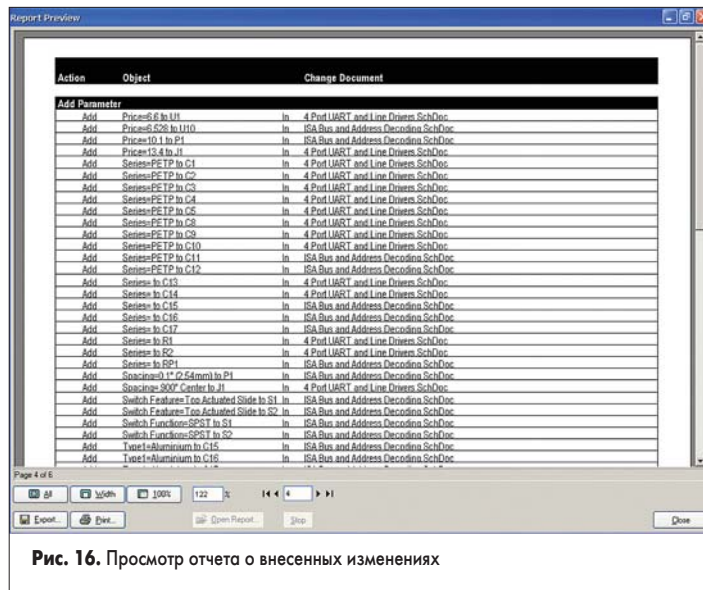 Report Preview
Action Object Change Document
Add Parameter
Add Price=6.6 to U1 In 4 Port UART and Line Drivers.SchDoc
Add Price=6.528 to U10 In ISA Bus and Address Decoding.SchDoc
Add Price=10.1 to P1 In ISA Bus and Address Decoding.SchDoc
Add Price=13.4 to J1 In 4 Port UART and Line Drivers.SchDoc
Add Series=PETP to C1 In 4 Port UART and Line Drivers.SchDoc
Add Series=PETP to C2 In 4 Port UART and Line Drivers.SchDoc
Add Series=PETP to C3 In 4 Port UART and Line Drivers.SchDoc
Add Series=PETP to C4 In 4 Port UART and Line Drivers.SchDoc
Add Series=PETP to C5 In 4 Port UART and Line Drivers.SchDoc
Add Series=PETP to C8 In 4 Port UART and Line Drivers.SchDoc
Add Series=PETP to C9 In 4 Port UART and Line Drivers.SchDoc
Add Series=PETP to C10 In 4 Port UART and Line Drivers.SchDoc
Add Series=PETP to C11 In ISA Bus and Address Decoding.SchDoc
Add Series=PETP to C12 In ISA Bus and Address Decoding.SchDoc
Add Series= to C13 In 4 Port UART and Line Drivers.SchDoc
Add Series= to C14 In 4 Port UART and Line Drivers.SchDoc
Add Series= to C15 In ISA Bus and Address Decoding.SchDoc
Add Series= to C16 In ISA Bus and Address Decoding.SchDoc
Add Series= to C17 In ISA Bus and Address Decoding.SchDoc
Add Series= to R1 In 4 Port UART and Line Drivers.SchDoc
Add Series= to R2 In 4 Port UART and Line Drivers.SchDoc
Add Series= to RP1 In ISA Bus and Address Decoding.SchDoc
Add Spacing=0.1" (2.54mm) to P1 In ISA Bus and Address Decoding.SchDoc
Add Spacing=.900" Center to J1 In 4 Port UART and Line Drivers.SchDoc
Add Switch Feature=Top Actuated Slide to S1 In ISA Bus and Address Decoding.SchDoc
Add Switch Feature=Top Actuated Slide to S2 In ISA Bus and Address Decoding.SchDoc
Add Switch Function=SPST to S1 In ISA Bus and Address Decoding.SchDoc
Add Switch Function=SPST to S2 In ISA Bus and Address Decoding.SchDoc
Add Type1=Aluminium to C15 In ISA Bus and Address Decoding.SchDoc
Add Type1=Aluminium to C16 In ISA Bus and Address Decoding.SchDoc
Page 4 of 6
All Width 100% 122 % 4
Export... Print... Open Report... Stop Close
Рис. 16. Просмотр отчета о внесенных изменениях